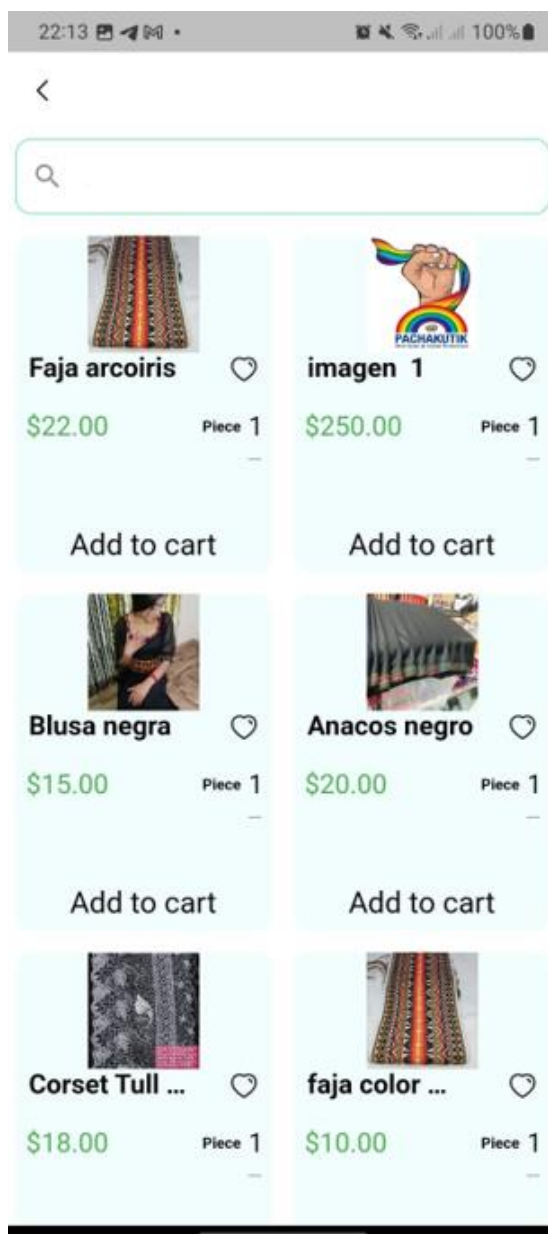 22:13 100%
Faja arcoiris
$22.00 Piece 1
Add to cart
PACHAKUTIK
imagen 1
$250.00 Piece 1
Add to cart
Blusa negra
$15.00 Piece 1
Add to cart
Anacos negro
$20.00 Piece 1
Add to cart
Corset Tull ...
$18.00 Piece 1
faja color ...
$10.00 Piece 1